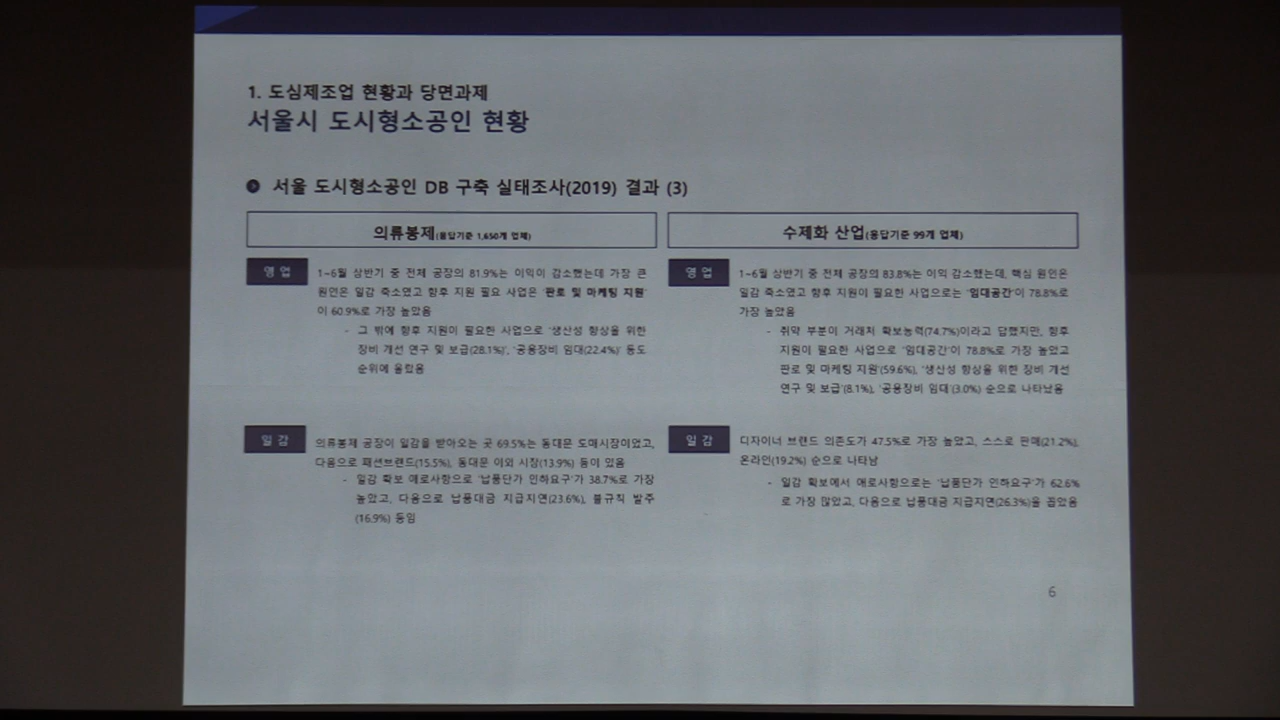 1. 도심제조업 현황과 당면과제
서울시 도시형소공인 현황
서울 도시형소공인 DB 구축 실태조사(2019) 결과 (3)
의류봉제(응답기준 1,650개 업체)
영업
1~6월 상반기 중 전체 공장의 81.9%는 이익이 감소했는데 가장 큰
원인은 일감 축소였고 향후 지원 필요 사업은 '판로 및 마케팅 지원'
이 60.9%로 가장 높았음
- 그 밖에 향후 지원이 필요한 사업으로 '생산성 향상을 위한
장비 개선 연구 및 보급(28.1%)', '공용장비 임대(22.4%)' 등도
순위에 올랐음
일감
의류봉제 공장이 일감을 받아오는 곳 69.5%는 동대문 도매시장이었고,
다음으로 패션브랜드(15.5%), 동대문 이외 시장(13.9%) 등이 있음
- 일감 확보 애로사항으로 '납품단가 인하요구'가 38.7%로 가장
높았고, 다음으로 납품대금 지급지연(23.6%), 불규칙 발주
(16.9%) 등임
수제화 산업(응답기준 99개 업체)
영업
1~6월 상반기 중 전체 공장의 83.8%는 이익 감소했는데, 핵심 원인은
일감 축소였고 향후 지원이 필요한 사업으로는 '임대공간'이 78.8%로
가장 높았음
- 취약 부분이 거래처 확보능력(74.7%)이라고 답했지만, 향후
지원이 필요한 사업으로 '임대공간'이 78.8%로 가장 높았고
판로 및 마케팅 지원'(59.6%), '생산성 향상을 위한 장비 개선
연구 및 보급'(8.1%), '공용장비 임대'(3.0%) 순으로 나타났음
일감
디자이너 브랜드 의존도가 47.5%로 가장 높았고, 스스로 판매(21.2%),
온라인(19.2%) 순으로 나타남
- 일감 확보에서 애로사항으로는 '납품단가 인하요구'가 62.6%
로 가장 많았고, 다음으로 납품대금 지급지연(26.3%)을 꼽았음
6